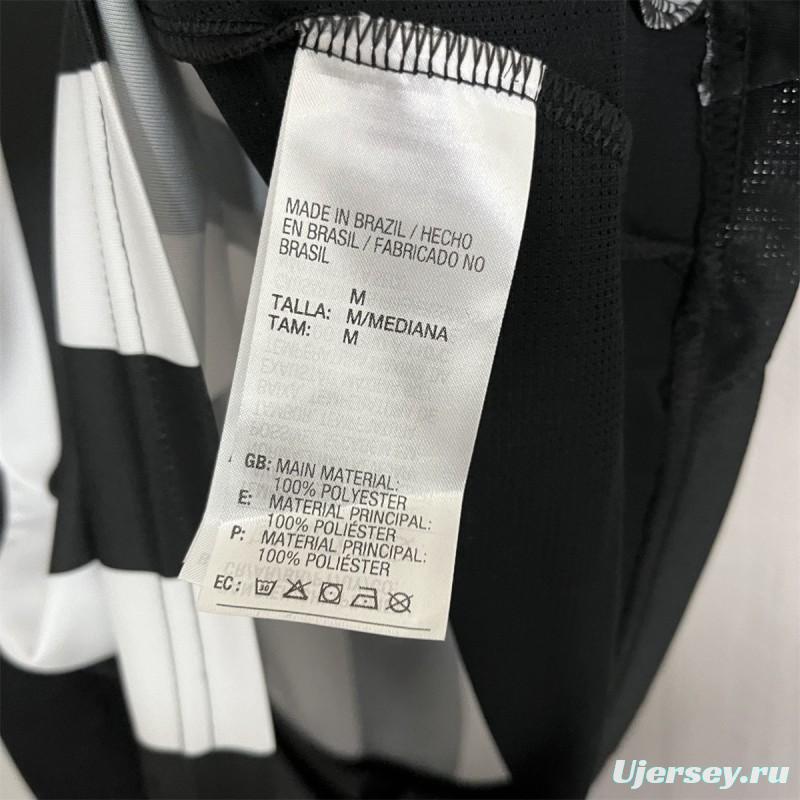 MADE IN BRAZIL / HECHO
EN BRASIL / FABRICADO NO
BRASIL
M
TALLA: M/MEDIANA
TAM: M
GB: MAIN MATERIAL:
100% POLYESTER
E: MATERIAL PRINCIPAL:
100% POLIÉSTER
P: MATERIAL PRINCIPAL:
100% POLIÉSTER
EC: 30
Ujersey.ru